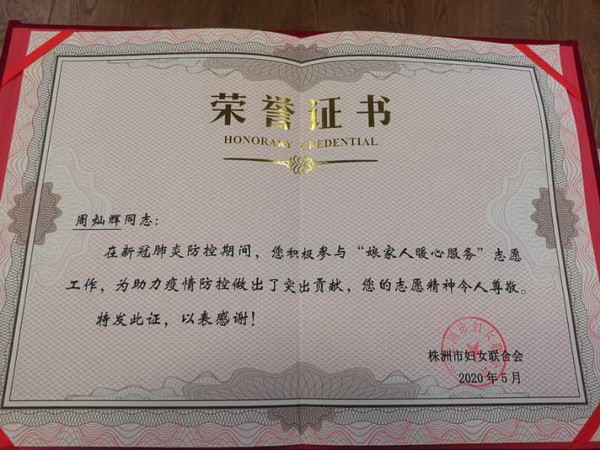 荣誉证书
HONORARY CREDENTIAL
周灿辉同志：
在新冠肺炎防控期间，您积极参与“娘家人暖心服务”志愿
工作，为助力疫情防控做出了突出贡献，您的志愿精神令人尊敬。
特发此证，以表感谢！
株洲市妇女联合会
2020年5月